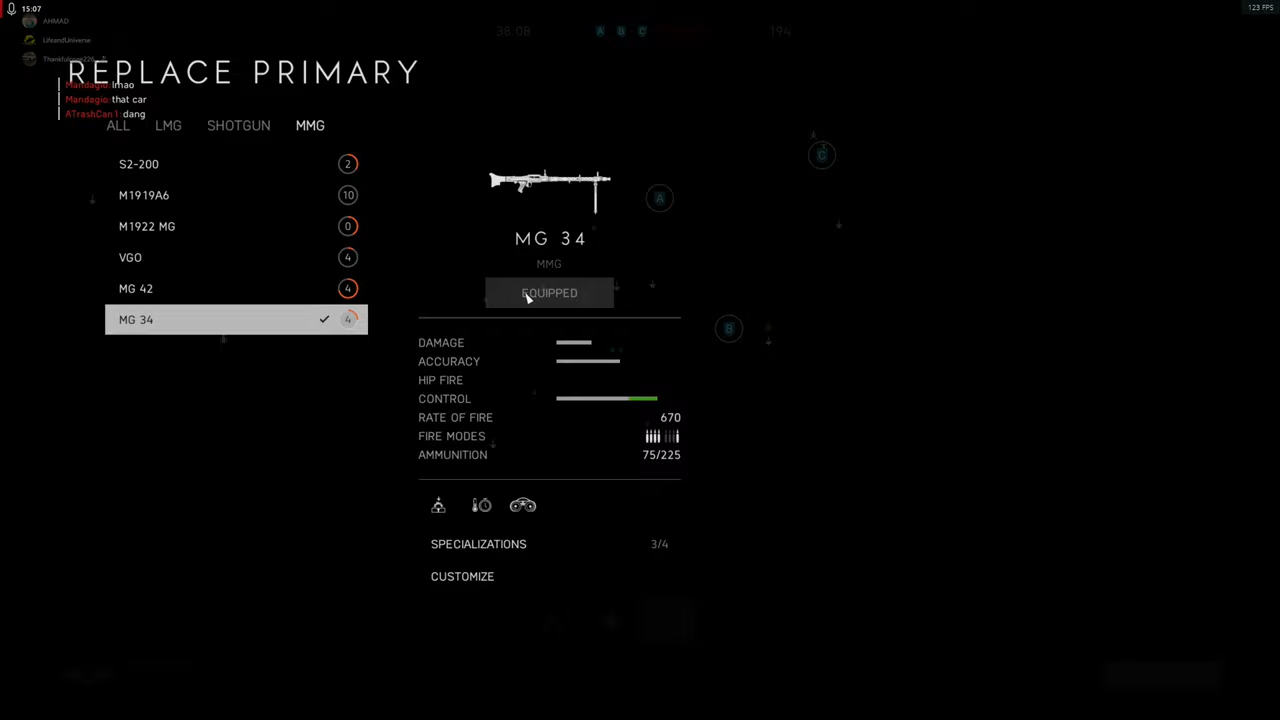 15:07
123 FPS
AHMAD
LifeandUniverse
38:08
A B C
194
REPLACE PRIMARY
Mandagio: lmao
Mandagio: that car
ATrashCan1: dang
ALL LMG SHOTGUN MMG
S2-200 2
M1919A6 10
M1922 MG 0
VGO 4
MG 42 4
MG 34 4
C
A
B
MG 34
MMG
EQUIPPED
DAMAGE
ACCURACY
HIP FIRE
CONTROL
RATE OF FIRE 670
FIRE MODES
AMMUNITION 75/225
SPECIALIZATIONS 3/4
CUSTOMIZE